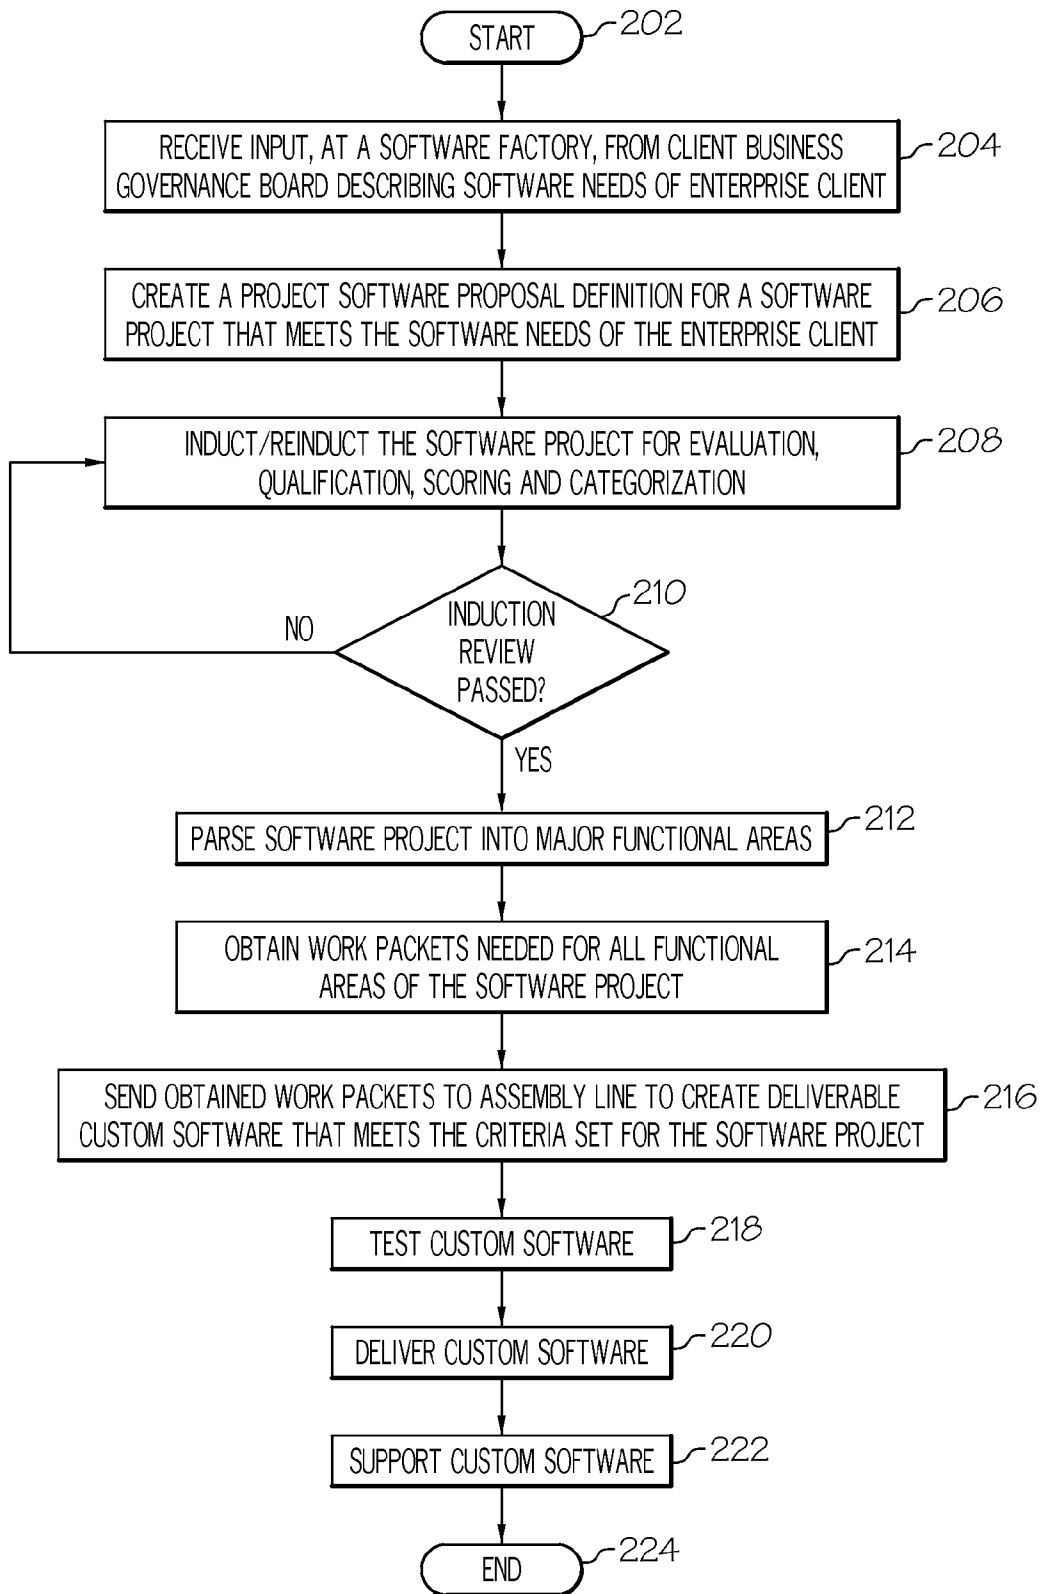 START
202
RECEIVE INPUT, AT A SOFTWARE FACTORY, FROM CLIENT BUSINESS
GOVERNANCE BOARD DESCRIBING SOFTWARE NEEDS OF ENTERPRISE CLIENT
204
CREATE A PROJECT SOFTWARE PROPOSAL DEFINITION FOR A SOFTWARE
PROJECT THAT MEETS THE SOFTWARE NEEDS OF THE ENTERPRISE CLIENT
206
INDUCT/REINDUCT THE SOFTWARE PROJECT FOR EVALUATION,
QUALIFICATION, SCORING AND CATEGORIZATION
208
INDUCTION
REVIEW
PASSED?
210
NO
YES
PARSE SOFTWARE PROJECT INTO MAJOR FUNCTIONAL AREAS
212
OBTAIN WORK PACKETS NEEDED FOR ALL FUNCTIONAL
AREAS OF THE SOFTWARE PROJECT
214
SEND OBTAINED WORK PACKETS TO ASSEMBLY LINE TO CREATE DELIVERABLE
CUSTOM SOFTWARE THAT MEETS THE CRITERIA SET FOR THE SOFTWARE PROJECT
216
TEST CUSTOM SOFTWARE
218
DELIVER CUSTOM SOFTWARE
220
SUPPORT CUSTOM SOFTWARE
222
END
224